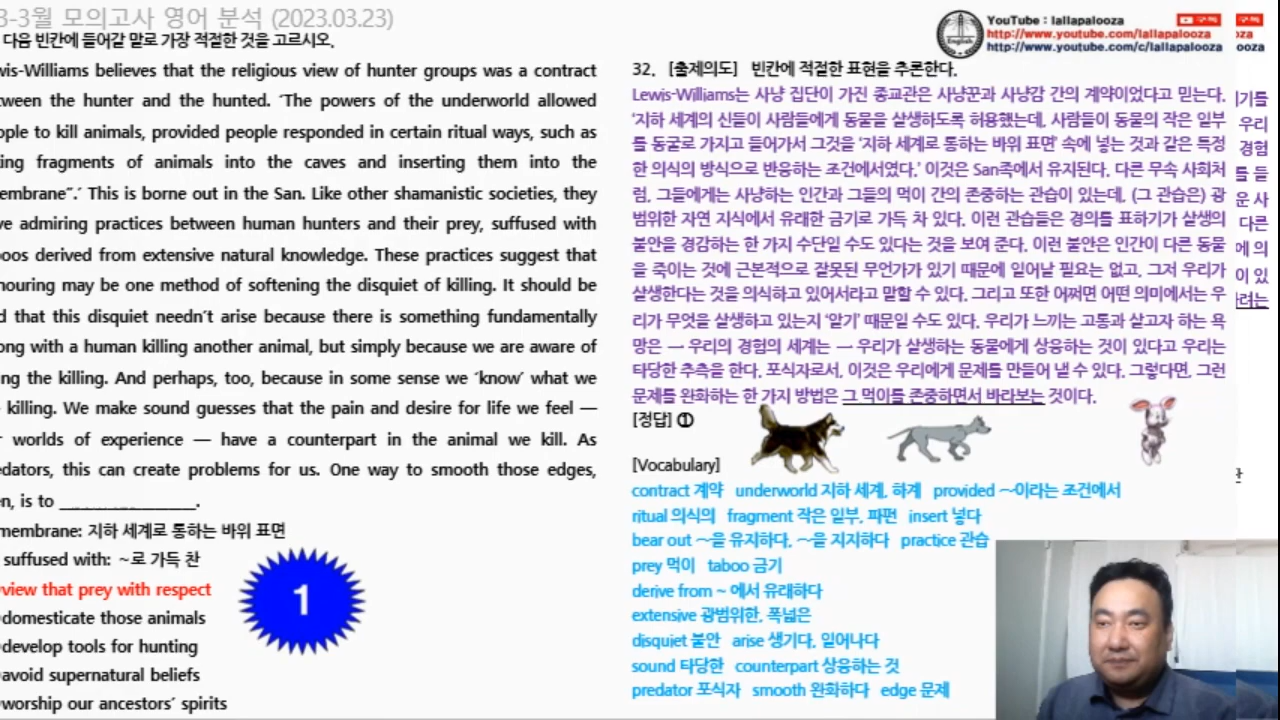 3-3월 모의고사 영어 분석 (2023.03.23)
다음 빈칸에 들어갈 말로 가장 적절한 것을 고르시오.
wis-Williams believes that the religious view of hunter groups was a contract
tween the hunter and the hunted. ‘The powers of the underworld allowed
ople to kill animals, provided people responded in certain ritual ways, such as
ing fragments of animals into the caves and inserting them into the
embrane”.’ This is borne out in the San. Like other shamanistic societies, they
ve admiring practices between human hunters and their prey, suffused with
oos derived from extensive natural knowledge. These practices suggest that
nouring may be one method of softening the disquiet of killing. It should be
d that this disquiet needn’t arise because there is something fundamentally
ong with a human killing another animal, but simply because we are aware of
ing the killing. And perhaps, too, because in some sense we ‘know’ what we
killing. We make sound guesses that the pain and desire for life we feel —
r worlds of experience — have a counterpart in the animal we kill. As
edators, this can create problems for us. One way to smooth those edges,
en, is to ______________.
membrane: 지하 세계로 통하는 바위 표면
suffused with: ~로 가득 찬
view that prey with respect
domesticate those animals
develop tools for hunting
avoid supernatural beliefs
worship our ancestors’ spirits
1
English
YouTube : lallapalooza
http://www.youtube.com/lallapalooza
http://www.youtube.com/c/lallapalooza
구독
구독
oza
ooza
32. [출제의도] 빈칸에 적절한 표현을 추론한다.
Lewis-Williams는 사냥 집단이 가진 종교관은 사냥꾼과 사냥감 간의 계약이었다고 믿는다.
‘지하 세계의 신들이 사람들에게 동물을 살생하도록 허용했는데, 사람들이 동물의 작은 일부
를 동굴로 가지고 들어가서 그것을 ‘지하 세계로 통하는 바위 표면’ 속에 넣는 것과 같은 특정
한 의식의 방식으로 반응하는 조건에서였다.’ 이것은 San족에서 유지된다. 다른 무속 사회처
럼, 그들에게는 사냥하는 인간과 그들의 먹이 간의 존중하는 관습이 있는데, (그 관습은) 광
범위한 자연 지식에서 유래한 금기로 가득 차 있다. 이런 관습들은 경의를 표하기가 살생의
불안을 경감하는 한 가지 수단일 수도 있다는 것을 보여 준다. 이런 불안은 인간이 다른 동물
을 죽이는 것에 근본적으로 잘못된 무언가가 있기 때문에 일어날 필요는 없고, 그저 우리가
살생한다는 것을 의식하고 있어서라고 말할 수 있다. 그리고 또한 어쩌면 어떤 의미에서는 우
리가 무엇을 살생하고 있는지 ‘알기’ 때문일 수도 있다. 우리가 느끼는 고통과 살고자 하는 욕
망은 — 우리의 경험의 세계는 — 우리가 살생하는 동물에게 상응하는 것이 있다고 우리는
타당한 추측을 한다. 포식자로서, 이것은 우리에게 문제를 만들어 낼 수 있다. 그렇다면, 그런
문제를 완화하는 한 가지 방법은 그 먹이를 존중하면서 바라보는 것이다.
[정답] ①
[Vocabulary]
contract 계약 underworld 지하 세계, 하계 provided ~이라는 조건에서
ritual 의식의 fragment 작은 일부, 파편 insert 넣다
bear out ~을 유지하다, ~을 지지하다 practice 관습
prey 먹이 taboo 금기
derive from ~ 에서 유래하다
extensive 광범위한, 폭넓은
disquiet 불안 arise 생기다, 일어나다
sound 타당한 counterpart 상응하는 것
predator 포식자 smooth 완화하다 edge 문제
기를
우리
경험
를 들
운 사
다른
에 의
이 있
려는